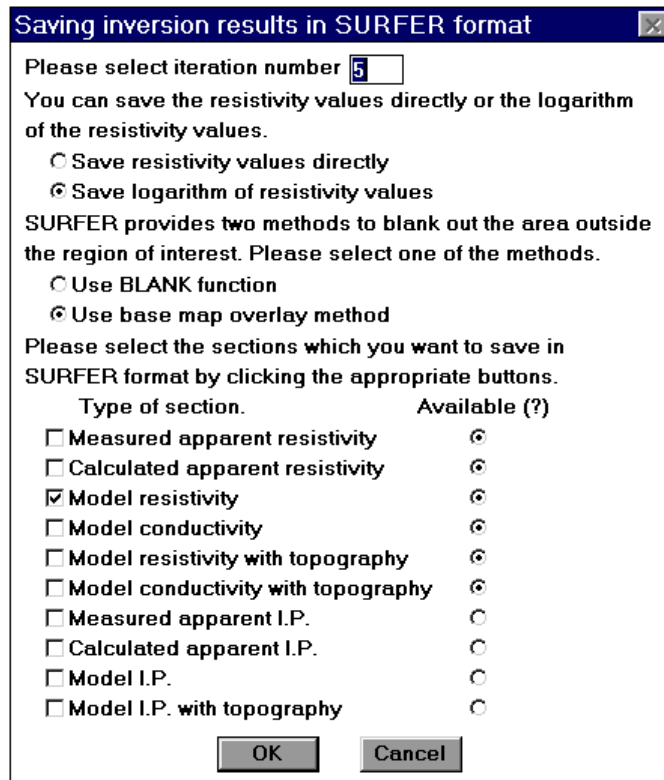 Saving inversion results in SURFER format
Please select iteration number 5
You can save the resistivity values directly or the logarithm
of the resistivity values.
Save resistivity values directly
Save logarithm of resistivity values
SURFER provides two methods to blank out the area outside
the region of interest. Please select one of the methods.
Use BLANK function
Use base map overlay method
Please select the sections which you want to save in
SURFER format by clicking the appropriate buttons.
Type of section. Available (?)
Measured apparent resistivity
Calculated apparent resistivity
Model resistivity
Model conductivity
Model resistivity with topography
Model conductivity with topography
Measured apparent I.P.
Calculated apparent I.P.
Model I.P.
Model I.P. with topography
OK Cancel